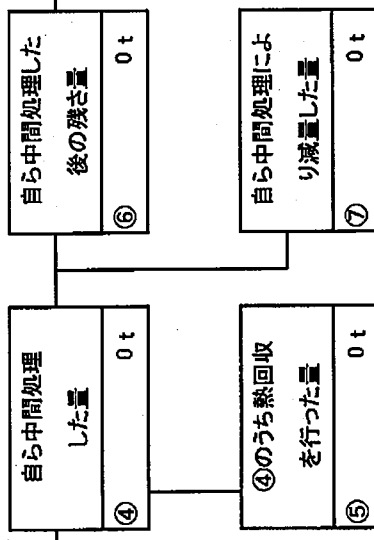 自ら中間処理
した量
④ 0 t
④のうち熱回収
を行った量
⑤ 0 t
自ら中間処理した
後の残さ量
⑥ 0 t
自ら中間処理によ
り減量した量
⑦ 0 t